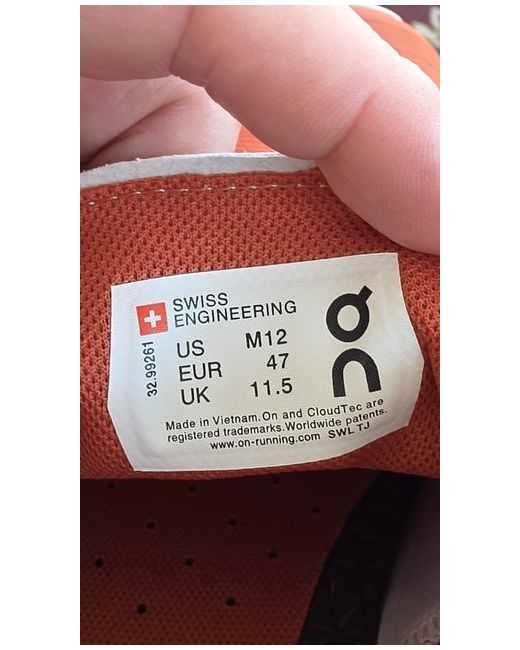 SWISS
ENGINEERING
32.99261
US M12
EUR 47
UK 11.5
On
Made in Vietnam.On and CloudTec are
registered trademarks.Worldwide patents.
www.on-running.com SWL TJ